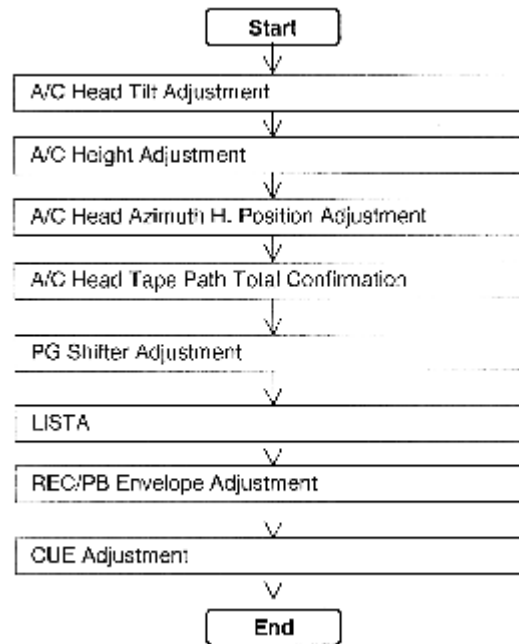 Start
A/C Head Tilt Adjustment
A/C Height Adjustment
A/C Head Azimuth H. Position Adjustment
A/C Head Tape Path Total Confirmation
PG Shifter Adjustment
LISTA
REC/PB Envelope Adjustment
CUE Adjustment
End